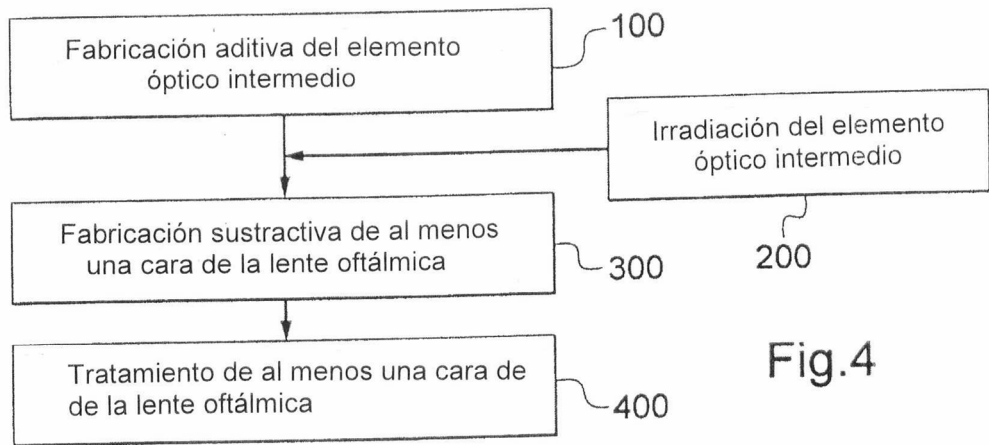 Fabricación aditiva del elemento
óptico intermedio
100
Irradiación del elemento
óptico intermedio
200
Fabricación sustractiva de al menos
una cara de la lente oftálmica
300
Tratamiento de al menos una cara de
de la lente oftálmica
400
Fig.4